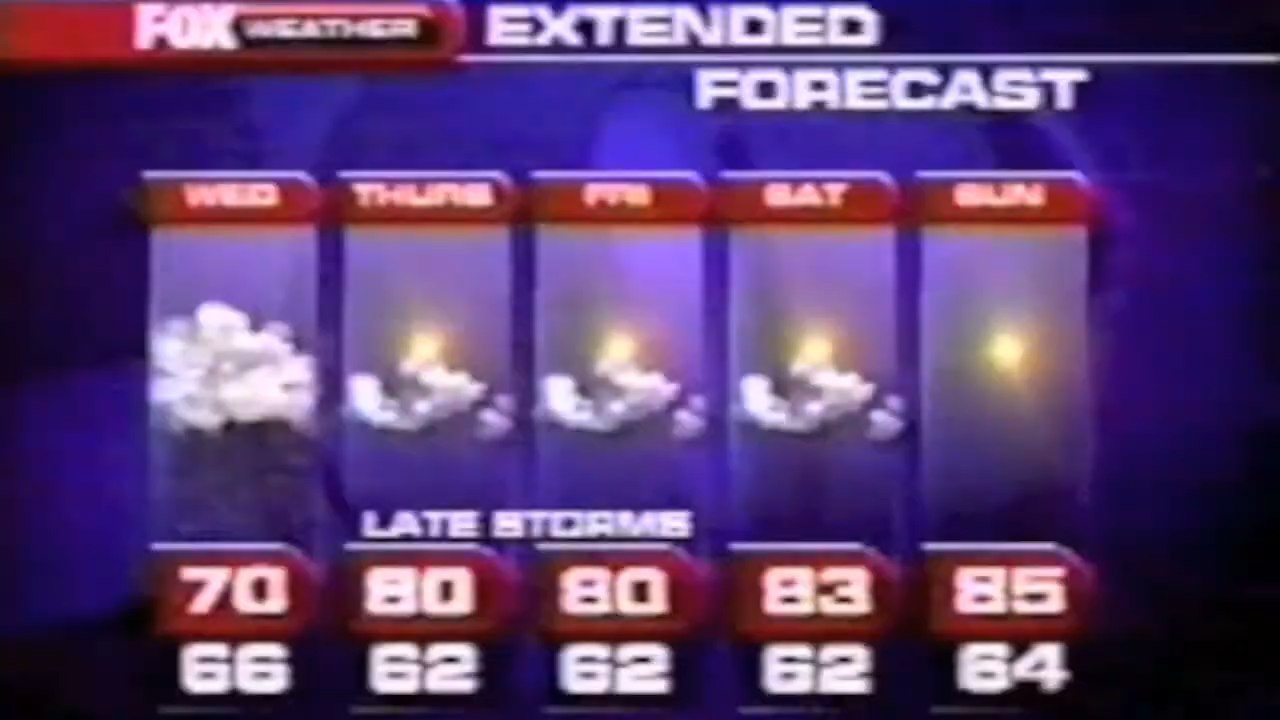 FOX WEATHER EXTENDED
FORECAST
WED THURS FRI SAT SUN
LATE STORMS
70 80 80 83 85
66 62 62 62 64